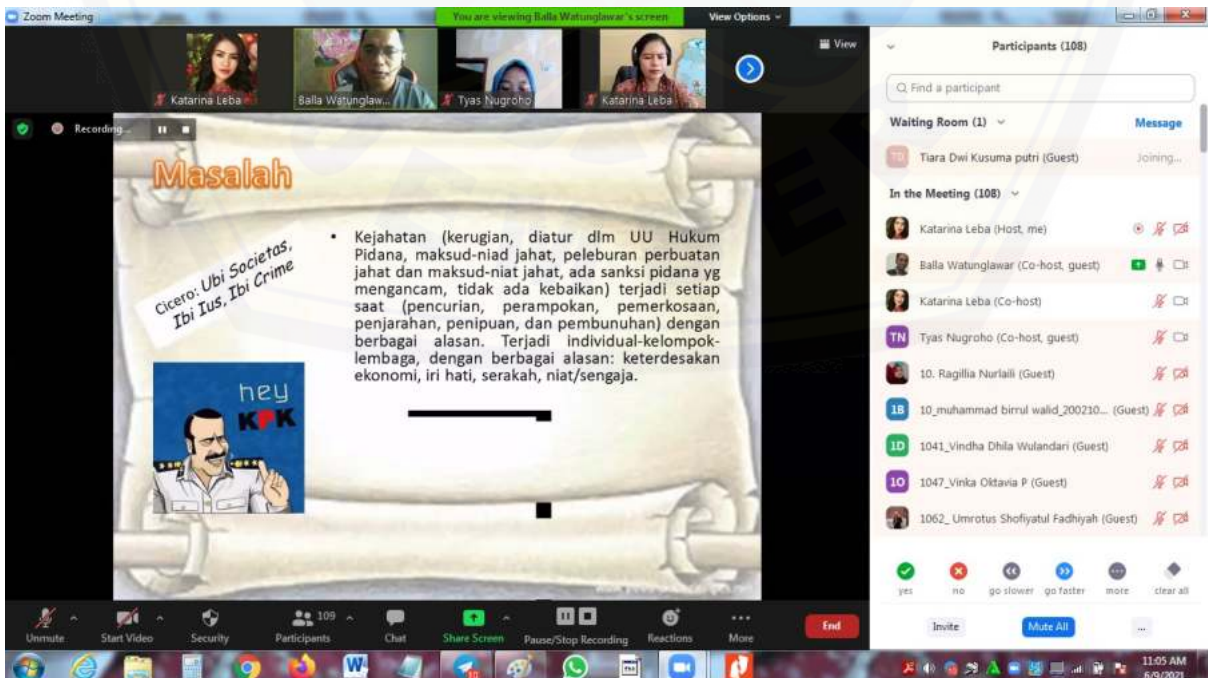 Zoom Meeting
You are viewing Balla Watunglawar's screen
View Options
View
Katarina Leba
Balla Watunglaw...
Tyas Nugroho
Katarina Leba
Recording...
Masalah
Cicero: Ubi Societas,
Ibi Ius, Ibi Crime
• Kejahatan (kerugian, diatur dlm UU Hukum
Pidana, maksud-niad jahat, peleburan perbuatan
jahat dan maksud-niat jahat, ada sanksi pidana yg
mengancam, tidak ada kebaikan) terjadi setiap
saat (pencurian, perampokan, pemerkosaan,
penjarahan, penipuan, dan pembunuhan) dengan
berbagai alasan. Terjadi individual-kelompok-
lembaga, dengan berbagai alasan: keterdesakan
ekonomi, iri hati, serakah, niat/sengaja.
hey
KPK
Participants (108)
Find a participant
Waiting Room (1)
Message
TD
Tiara Dwi Kusuma putri (Guest)
Joining...
In the Meeting (108)
Katarina Leba (Host, me)
Balla Watunglawar (Co-host, guest)
Katarina Leba (Co-host)
TN
Tyas Nugroho (Co-host, guest)
10. Ragillia Nurlaili (Guest)
1B
10_muhammad birrul walid_200210... (Guest)
1D
1041_Vindha Dhila Wulandari (Guest)
1O
1047_Vinka Oktavia P (Guest)
1062_ Umrotus Shofiyatul Fadhiyah (Guest)
yes
no
go slower
go faster
more
clear all
Invite
Mute All
...
Unmute
Start Video
Security
109
Participants
Chat
Share Screen
Pause/Stop Recording
Reactions
More
End
11:05 AM
6/9/2021